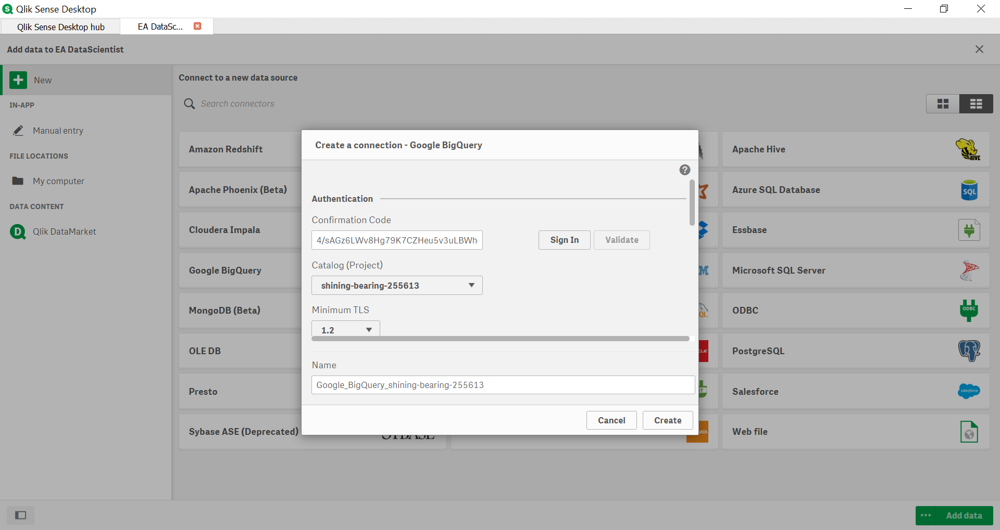 Qlik Sense Desktop
Qlik Sense Desktop hub
EA DataSc...
Add data to EA DataScientist
New
IN-APP
Manual entry
FILE LOCATIONS
My computer
DATA CONTENT
Qlik DataMarket
Connect to a new data source
Search connectors
Amazon Redshift
Apache Hive
HIVE
Apache Phoenix (Beta)
Azure SQL Database
SQL
Cloudera Impala
Essbase
Google BigQuery
Microsoft SQL Server
MongoDB (Beta)
ODBC
ODBC
OLE DB
PostgreSQL
Presto
Salesforce
salesforce
Sybase ASE (Deprecated)
Web file
Create a connection - Google BigQuery
?
Authentication
Confirmation Code
4/sAGz6LWv8Hg79K7CZHeu5v3uLBWh
Sign In
Validate
Catalog (Project)
shining-bearing-255613
Minimum TLS
1.2
Name
Google_BigQuery_shining-bearing-255613
Cancel
Create
Add data